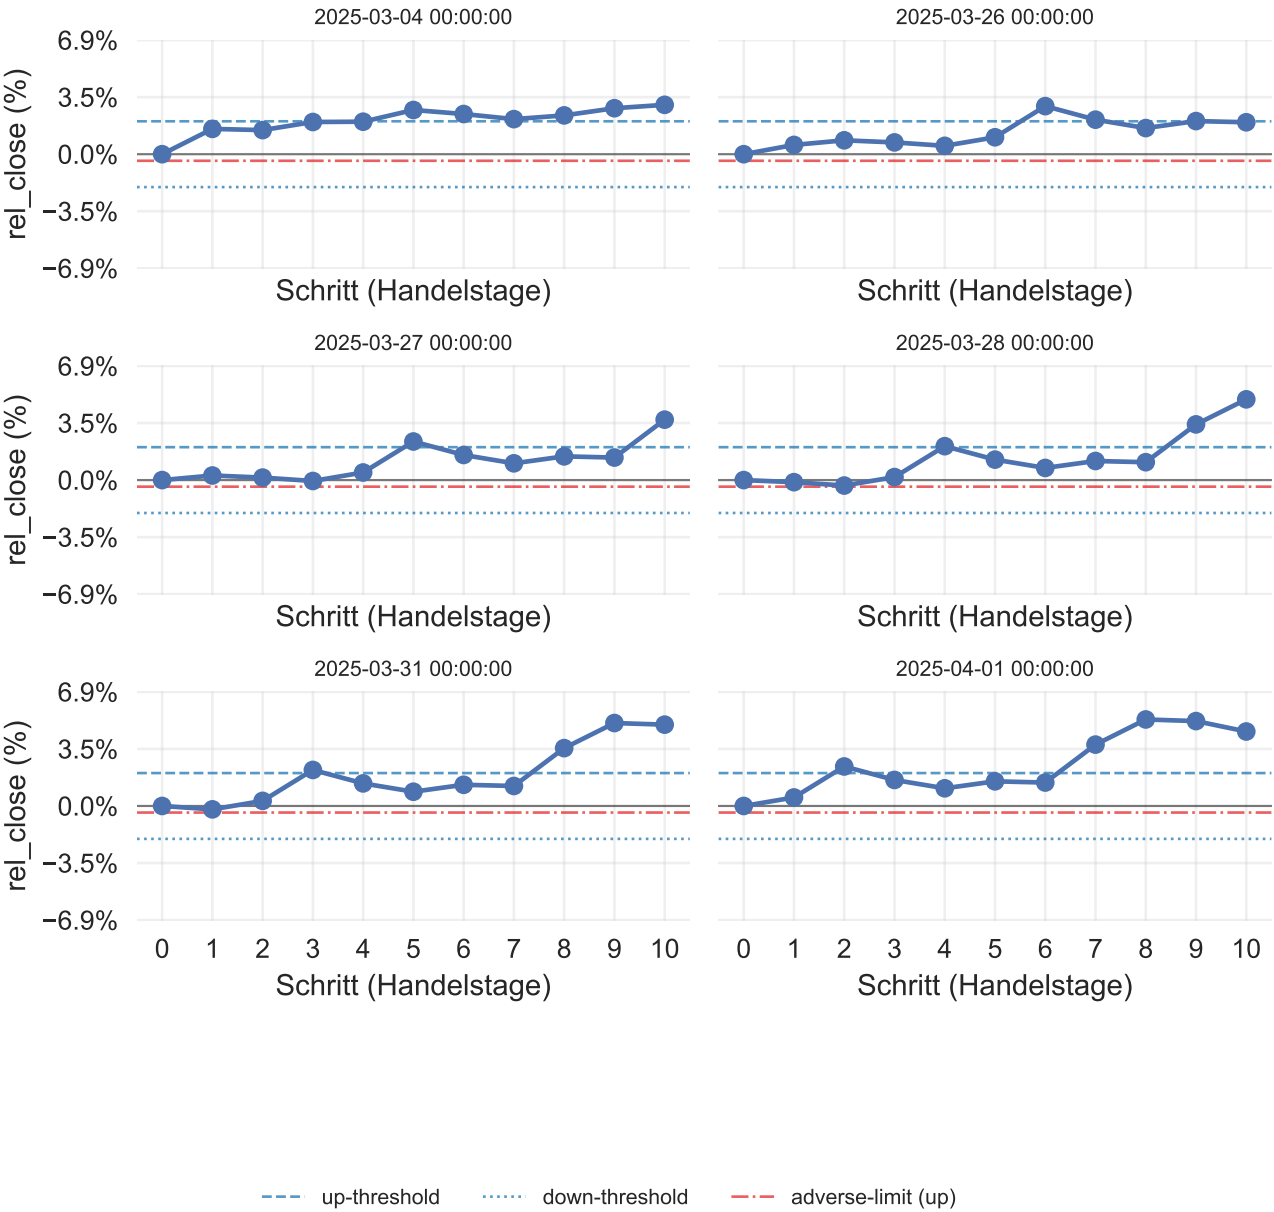 2025-03-04 00:00:00
2025-03-26 00:00:00
6.9%
3.5%
0.0%
−3.5%
−6.9%
rel_close (%)
Schritt (Handelstage)
Schritt (Handelstage)
2025-03-27 00:00:00
2025-03-28 00:00:00
6.9%
3.5%
0.0%
−3.5%
−6.9%
rel_close (%)
Schritt (Handelstage)
Schritt (Handelstage)
2025-03-31 00:00:00
2025-04-01 00:00:00
6.9%
3.5%
0.0%
−3.5%
−6.9%
rel_close (%)
0 1 2 3 4 5 6 7 8 9 10
0 1 2 3 4 5 6 7 8 9 10
Schritt (Handelstage)
Schritt (Handelstage)
up-threshold
down-threshold
adverse-limit (up)